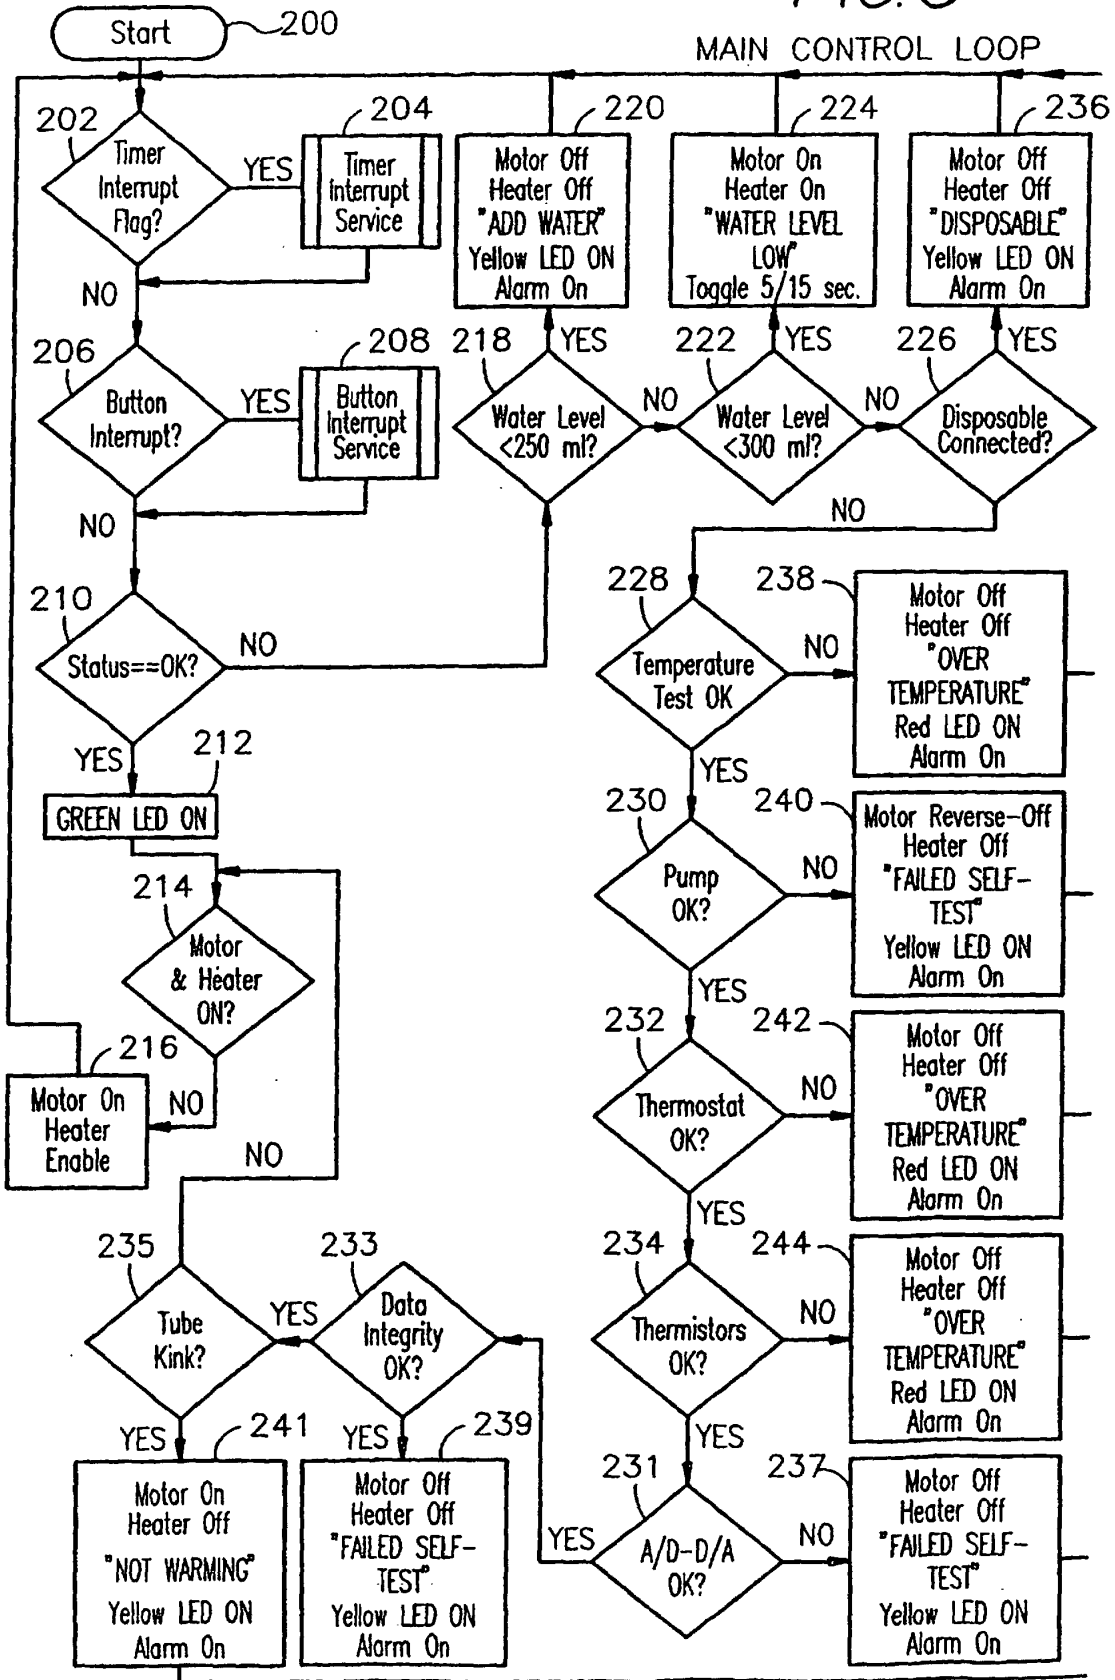 Start
200
MAIN CONTROL LOOP
202
Timer
Interrupt
Flag?
YES
204
Timer
Interrupt
Service
NO
206
Button
Interrupt?
YES
208
Button
Interrupt
Service
NO
210
Status==OK?
NO
YES
212
GREEN LED ON
214
Motor
& Heater
ON?
NO
216
Motor On
Heater
Enable
218
Water Level
<250 ml?
YES
220
Motor Off
Heater Off
"ADD WATER"
Yellow LED ON
Alarm On
NO
222
Water Level
<300 ml?
YES
224
Motor On
Heater On
"WATER LEVEL
LOW"
Toggle 5/15 sec.
NO
226
Disposable
Connected?
YES
236
Motor Off
Heater Off
"DISPOSABLE"
Yellow LED ON
Alarm On
NO
228
Temperature
Test OK
NO
238
Motor Off
Heater Off
"OVER
TEMPERATURE"
Red LED ON
Alarm On
YES
230
Pump
OK?
NO
240
Motor Reverse-Off
Heater Off
"FAILED SELF-
TEST"
Yellow LED ON
Alarm On
YES
232
Thermostat
OK?
NO
242
Motor Off
Heater Off
"OVER
TEMPERATURE"
Red LED ON
Alarm On
YES
234
Thermistors
OK?
NO
244
Motor Off
Heater Off
"OVER
TEMPERATURE"
Red LED ON
Alarm On
YES
231
A/D-D/A
OK?
NO
237
Motor Off
Heater Off
"FAILED SELF-
TEST"
Yellow LED ON
Alarm On
YES
233
Data
Integrity
OK?
YES
239
Motor Off
Heater Off
"FAILED SELF-
TEST"
Yellow LED ON
Alarm On
YES
235
Tube
Kink?
NO
YES
241
Motor On
Heater Off
"NOT WARMING"
Yellow LED ON
Alarm On